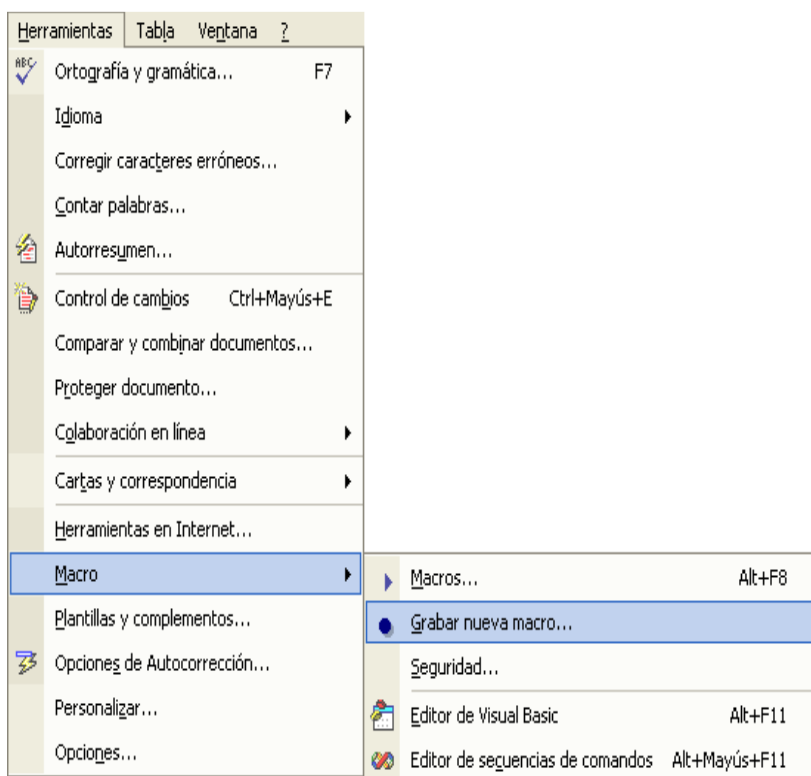 Herramientas Tabla Ventana ?
ABC Ortografía y gramática... F7
Idioma
Corregir caracteres erróneos...
Contar palabras...
Autorresumen...
Control de cambios Ctrl+Mayús+E
Comparar y combinar documentos...
Proteger documento...
Colaboración en línea
Cartas y correspondencia
Herramientas en Internet...
Macro
Macros... Alt+F8
Plantillas y complementos...
Grabar nueva macro...
Opciones de Autocorrección...
Seguridad...
Personalizar...
Editor de Visual Basic Alt+F11
Opciones...
Editor de secuencias de comandos Alt+Mayús+F11